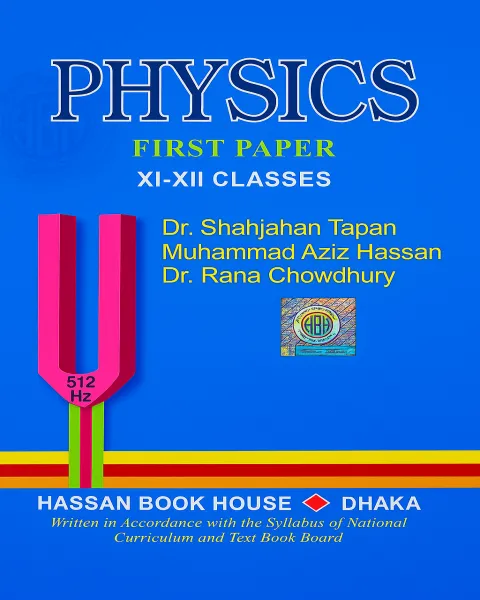 PHYSICS
FIRST PAPER
XI-XII CLASSES
Dr. Shahjahan Tapan
Muhammad Aziz Hassan
Dr. Rana Chowdhury
HBH
512
Hz
HASSAN BOOK HOUSE DHAKA
Written in Accordance with the Syllabus of National
Curriculum and Text Book Board